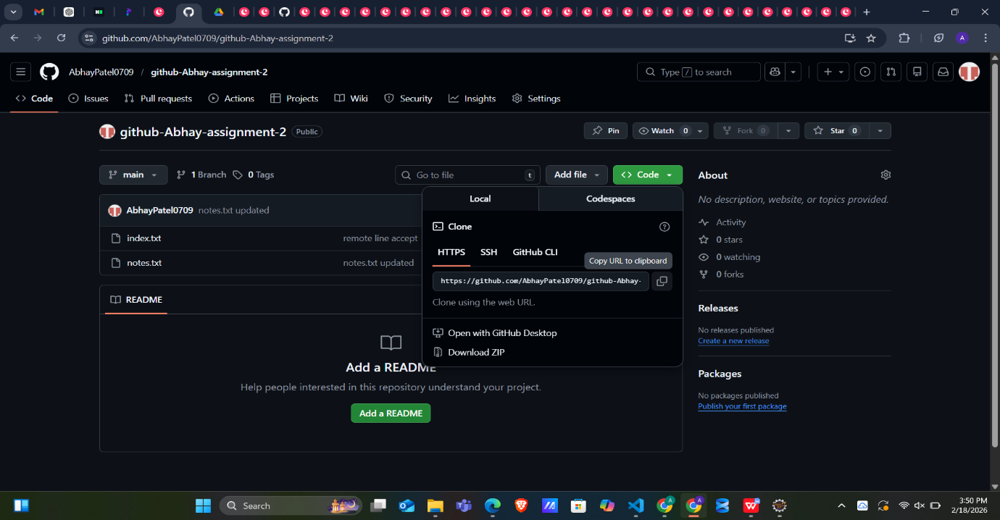 github.com/AbhayPatel0709/github-Abhay-assignment-2
A
AbhayPatel0709 / github-Abhay-assignment-2
Type / to search
Code Issues Pull requests Actions Projects Wiki Security Insights Settings
github-Abhay-assignment-2 Public
Pin Watch 0 Fork 0 Star 0
main 1 Branch 0 Tags Go to file t Add file Code
About
No description, website, or topics provided.
Activity
0 stars
0 watching
0 forks
Releases
No releases published
Create a new release
Packages
No packages published
Publish your first package
AbhayPatel0709 notes.txt updated
index.txt remote line accept
notes.txt notes.txt updated
Local Codespaces
Clone
HTTPS SSH GitHub CLI
Copy URL to clipboard
https://github.com/AbhayPatel0709/github-Abhay-
Clone using the web URL.
Open with GitHub Desktop
Download ZIP
README
Add a README
Help people interested in this repository understand your project.
Add a README
Search
3:50 PM
2/18/2026